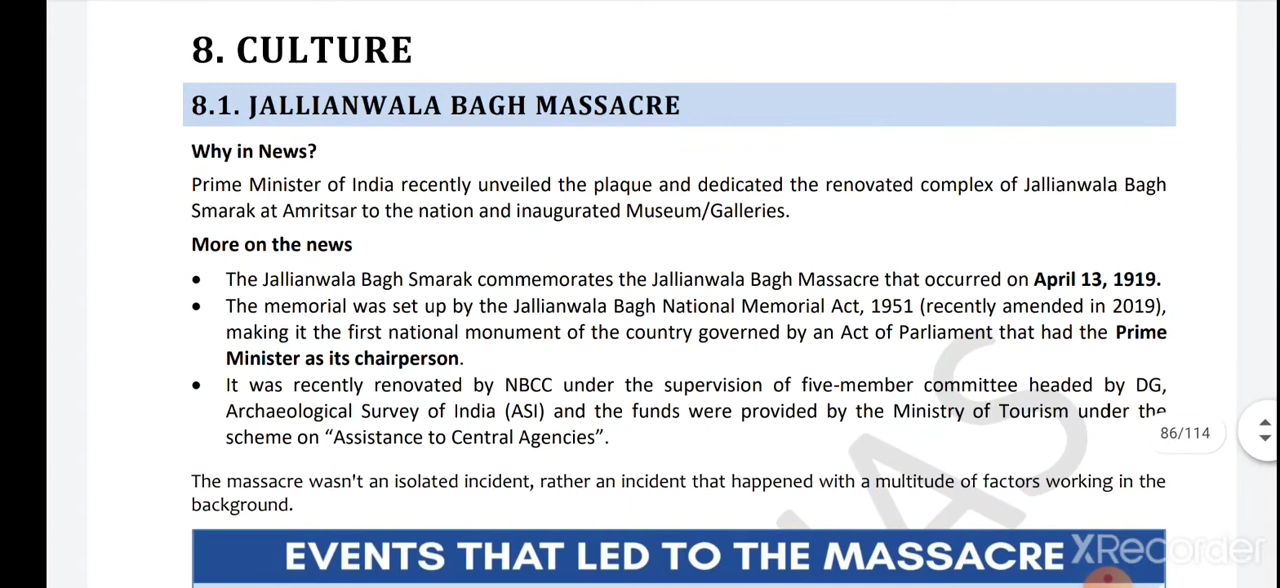 8. CULTURE
8.1. JALLIANWALA BAGH MASSACRE
Why in News?
Prime Minister of India recently unveiled the plaque and dedicated the renovated complex of Jallianwala Bagh
Smarak at Amritsar to the nation and inaugurated Museum/Galleries.
More on the news
• The Jallianwala Bagh Smarak commemorates the Jallianwala Bagh Massacre that occurred on April 13, 1919.
• The memorial was set up by the Jallianwala Bagh National Memorial Act, 1951 (recently amended in 2019),
making it the first national monument of the country governed by an Act of Parliament that had the Prime
Minister as its chairperson.
• It was recently renovated by NBCC under the supervision of five-member committee headed by DG,
Archaeological Survey of India (ASI) and the funds were provided by the Ministry of Tourism under the
scheme on “Assistance to Central Agencies”.
86/114
The massacre wasn't an isolated incident, rather an incident that happened with a multitude of factors working in the
background.
EVENTS THAT LED TO THE MASSACRE
XRecorder